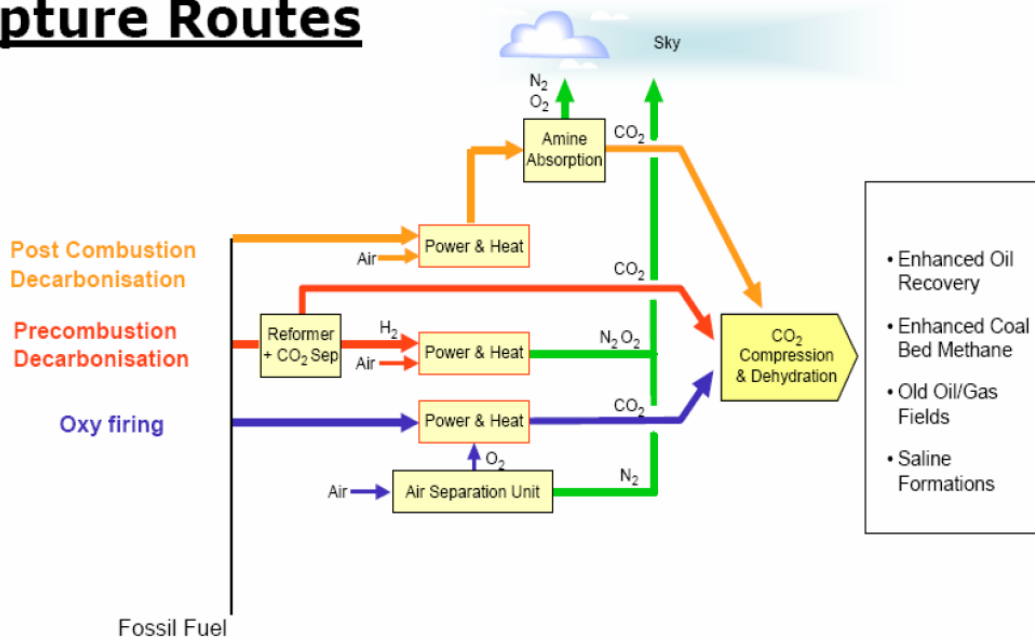 pture Routes
Sky
N₂
O₂
Amine
Absorption
CO₂
Post Combustion
Decarbonisation
Air
Power & Heat
CO₂
Precombustion
Decarbonisation
Reformer
+ CO₂ Sep
H₂
Air
Power & Heat
N₂ O₂
CO₂
Compression
& Dehydration
Oxy firing
Power & Heat
CO₂
O₂
Air
Air Separation Unit
N₂
• Enhanced Oil
Recovery
• Enhanced Coal
Bed Methane
• Old Oil/Gas
Fields
• Saline
Formations
Fossil Fuel